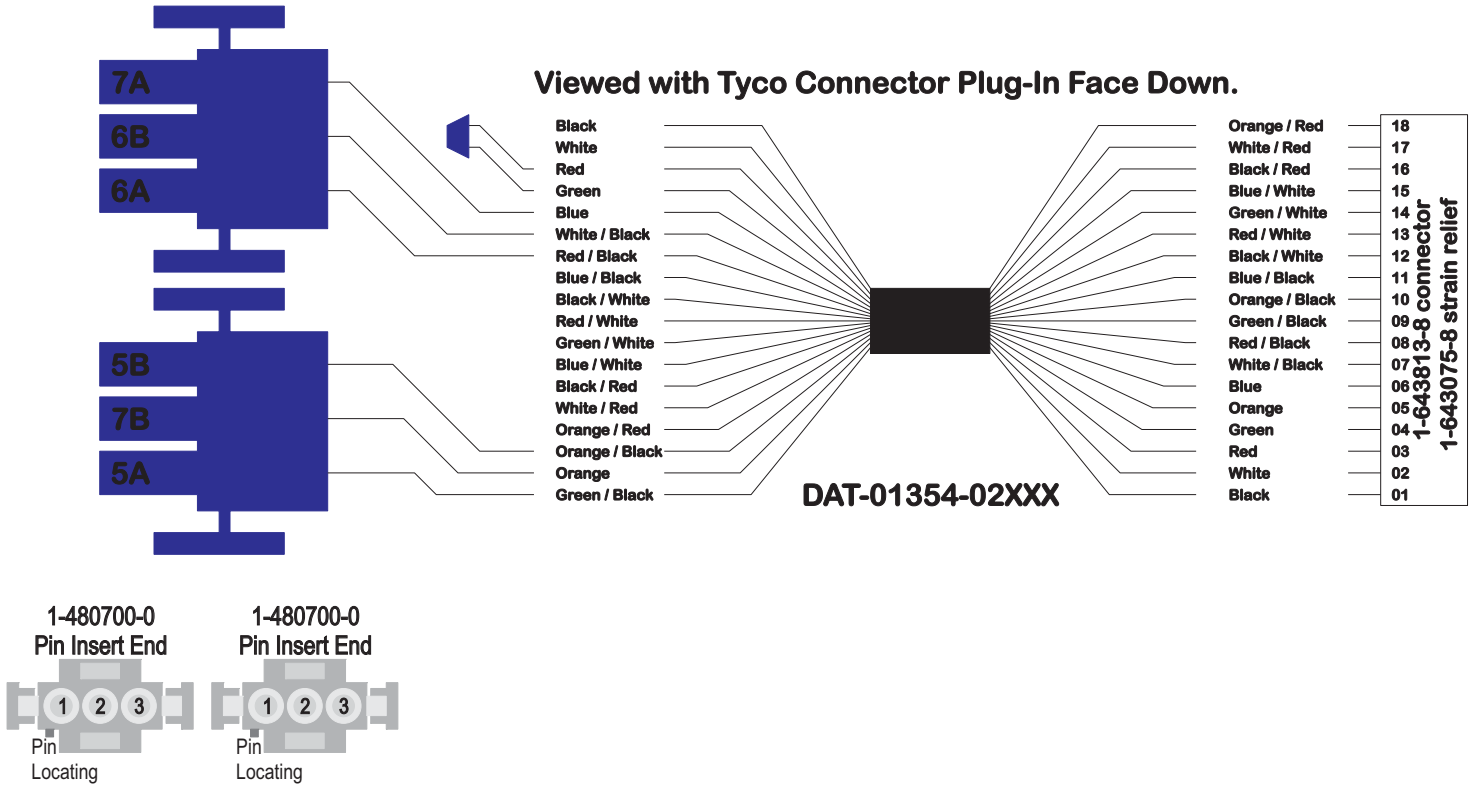 Viewed with Tyco Connector Plug-In Face Down.
7A
6B
6A
5B
7B
5A
Black
White
Red
Green
Blue
White / Black
Red / Black
Blue / Black
Black / White
Red / White
Green / White
Blue / White
Black / Red
White / Red
Orange / Red
Orange / Black
Orange
Green / Black
DAT-01354-02XXX
Orange / Red 18
White / Red 17
Black / Red 16
Blue / White 15
Green / White 14
Red / White 13
Black / White 12
Blue / Black 11
Orange / Black 10
Green / Black 09
Red / Black 08
White / Black 07
Blue 06
Orange 05
Green 04
Red 03
White 02
Black 01
1-643813-8 connector
1-643075-8 strain relief
1-480700-0
Pin Insert End
1 2 3
Pin
Locating
1-480700-0
Pin Insert End
1 2 3
Pin
Locating